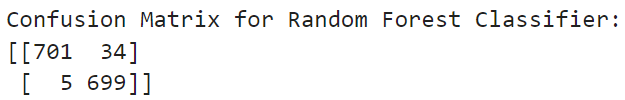 Confusion Matrix for Random Forest Classifier:
[[701  34]
 [  5 699]]